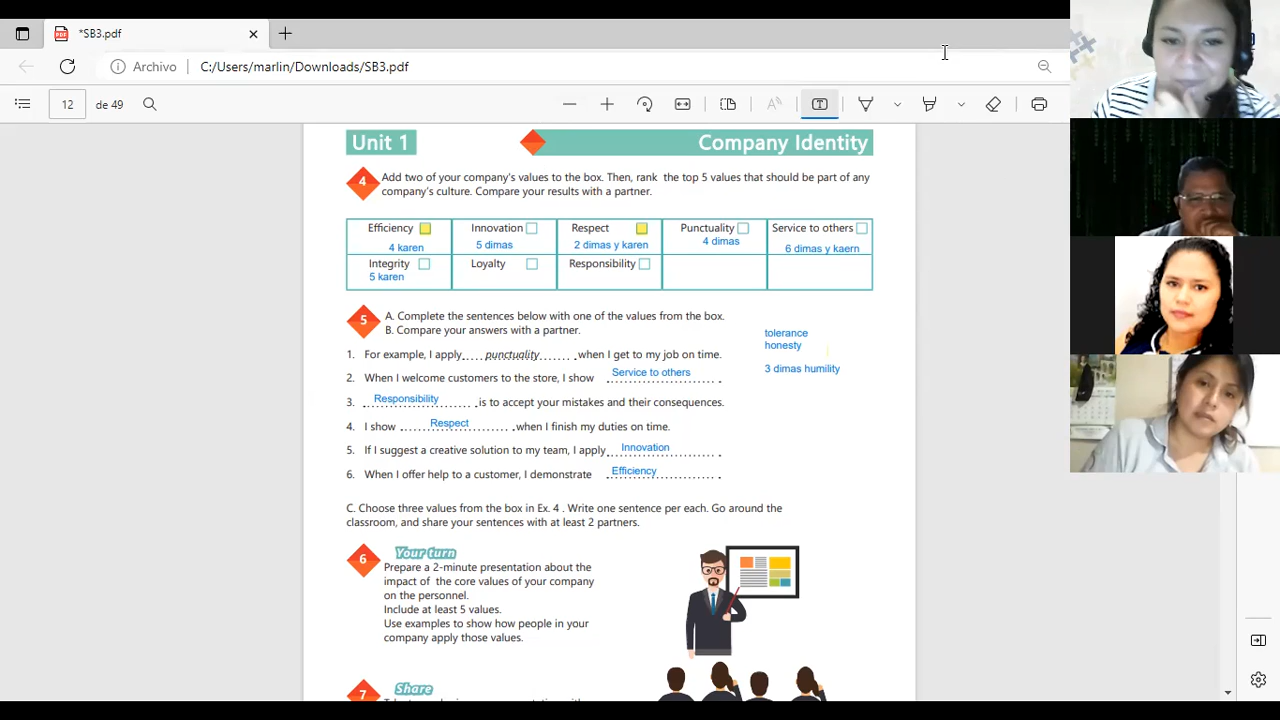 *SB3.pdf
Archivo C:/Users/marlin/Downloads/SB3.pdf
12 de 49
Unit 1 Company Identity
4 Add two of your company's values to the box. Then, rank the top 5 values that should be part of any
company's culture. Compare your results with a partner.
Efficiency Innovation Respect Punctuality Service to others
4 karen 5 dimas 2 dimas y karen 4 dimas 6 dimas y kaern
Integrity Loyalty Responsibility
5 karen
5 A. Complete the sentences below with one of the values from the box.
B. Compare your answers with a partner.
tolerance
honesty
3 dimas humility
1. For example, I apply.....punctuality.......when I get to my job on time.
2. When I welcome customers to the store, I show Service to others
3. Responsibility is to accept your mistakes and their consequences.
4. I show Respect when I finish my duties on time.
5. If I suggest a creative solution to my team, I apply Innovation
6. When I offer help to a customer, I demonstrate Efficiency
C. Choose three values from the box in Ex. 4 . Write one sentence per each. Go around the
classroom, and share your sentences with at least 2 partners.
6 Your turn
Prepare a 2-minute presentation about the
impact of the core values of your company
on the personnel.
Include at least 5 values.
Use examples to show how people in your
company apply those values.
7 Share